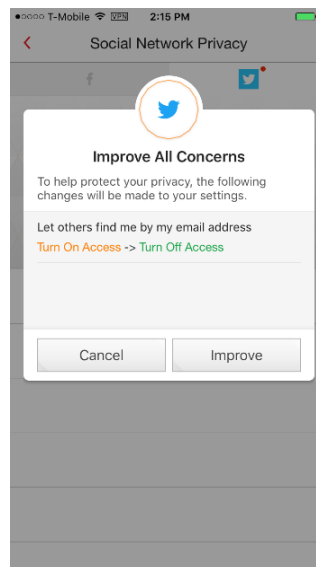 T-Mobile VPN 2:15 PM
Social Network Privacy
f
Improve All Concerns
To help protect your privacy, the following
changes will be made to your settings.
Let others find me by my email address
Turn On Access -> Turn Off Access
Cancel Improve